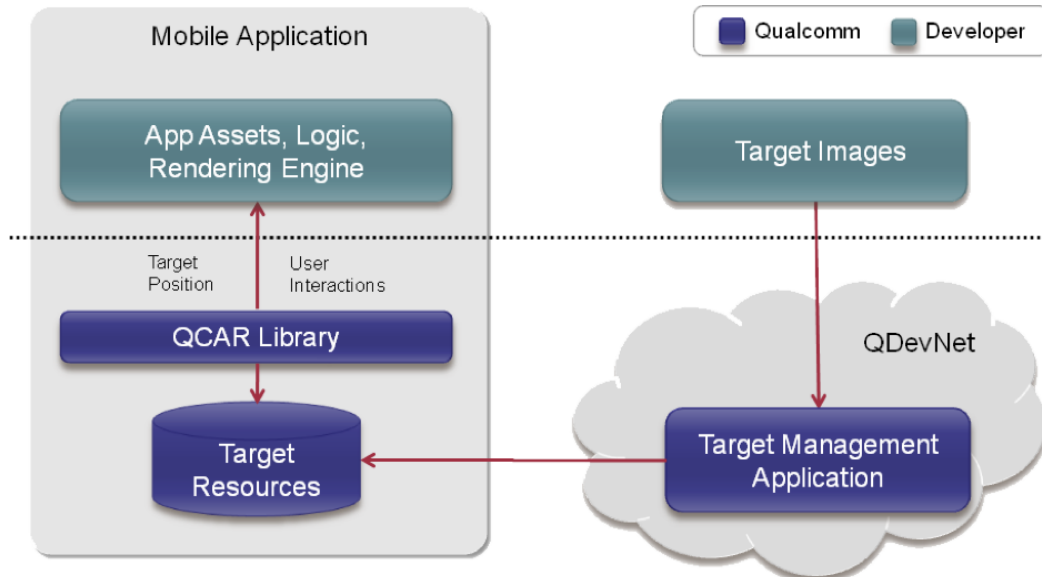 Mobile Application
Qualcomm
Developer
App Assets, Logic,
Rendering Engine
Target Images
Target
Position
User
Interactions
QCAR Library
QDevNet
Target
Resources
Target Management
Application